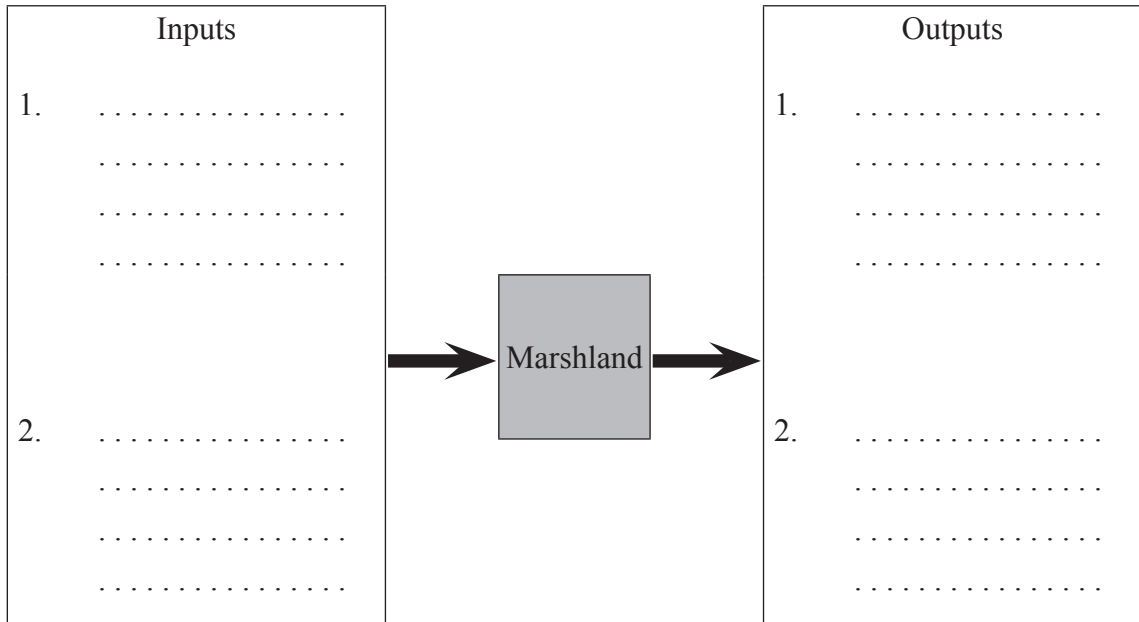 Inputs
1. . . . . . . . . . . . . . . . .
. . . . . . . . . . . . . . . .
. . . . . . . . . . . . . . . .
. . . . . . . . . . . . . . . .
2. . . . . . . . . . . . . . . . .
. . . . . . . . . . . . . . . .
. . . . . . . . . . . . . . . .
. . . . . . . . . . . . . . . .
Marshland
Outputs
1. . . . . . . . . . . . . . . . .
. . . . . . . . . . . . . . . .
. . . . . . . . . . . . . . . .
. . . . . . . . . . . . . . . .
2. . . . . . . . . . . . . . . . .
. . . . . . . . . . . . . . . .
. . . . . . . . . . . . . . . .
. . . . . . . . . . . . . . . .